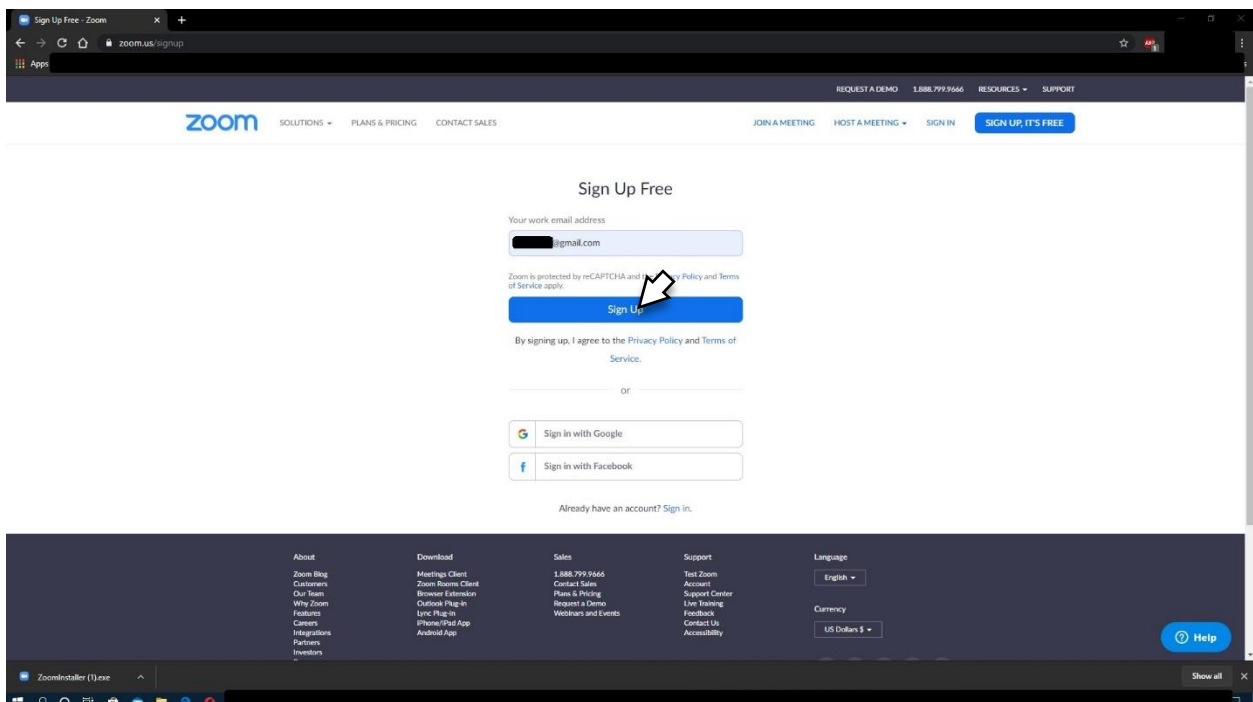 Sign Up Free - Zoom
zoom.us/signup
Apps
REQUEST A DEMO 1.888.799.9666 RESOURCES SUPPORT
zoom SOLUTIONS PLANS & PRICING CONTACT SALES JOIN A MEETING HOST A MEETING SIGN IN SIGN UP, IT'S FREE
Sign Up Free
Your work email address
@gmail.com
Zoom is protected by reCAPTCHA and the Policy and Terms
of Service apply.
Sign Up
By signing up, I agree to the Privacy Policy and Terms of
Service.
or
Sign in with Google
Sign in with Facebook
Already have an account? Sign in.
About
Zoom Blog
Customers
Our Team
Why Zoom
Features
Careers
Integrations
Partners
Investors
Download
Meetings Client
Zoom Rooms Client
Browser Extension
Outlook Plug-in
Lync Plug-in
iPhone/iPad App
Android App
Sales
1.888.799.9666
Contact Sales
Plans & Pricing
Request a Demo
Webinars and Events
Support
Test Zoom
Account
Support Center
Live Training
Feedback
Contact Us
Accessibility
Language
English
Currency
US Dollars $
Help
ZoomInstaller (1).exe
Show all